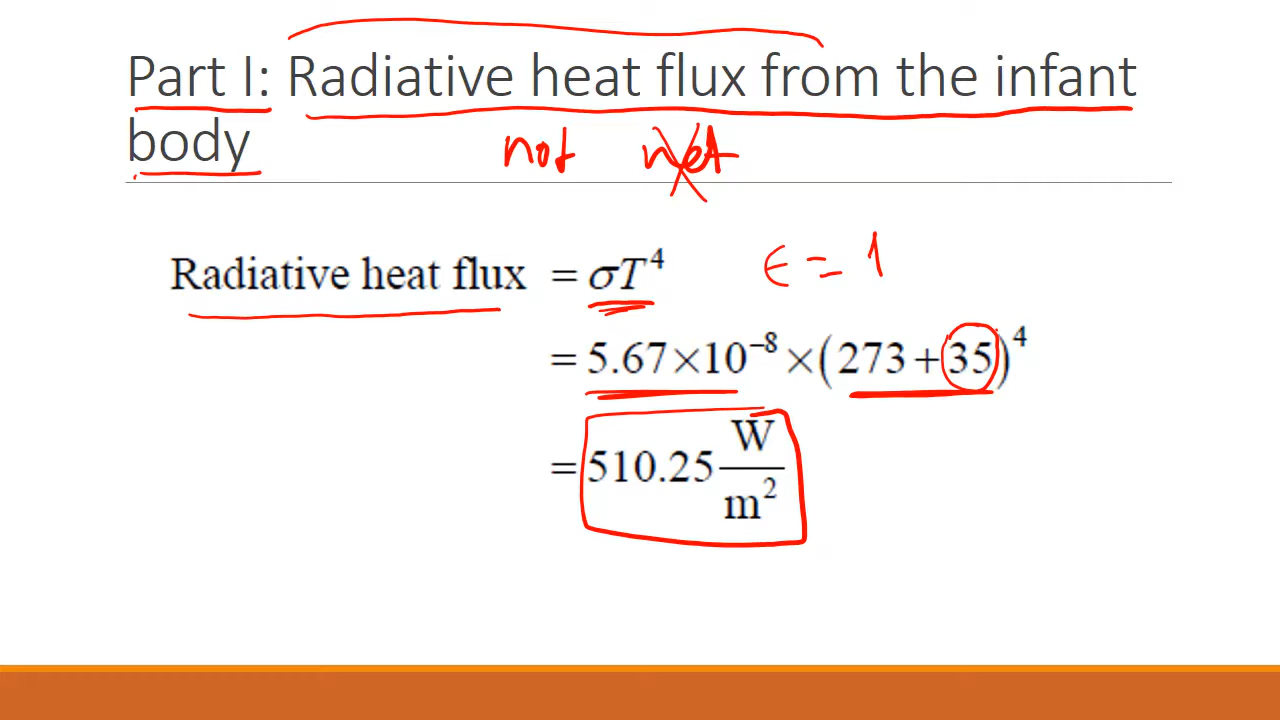 Part I: Radiative heat flux from the infant
body
not net
Radiative heat flux = σT⁴ ϵ = 1
= 5.67×10⁻⁸×(273+35)⁴
= 510.25 W/m²